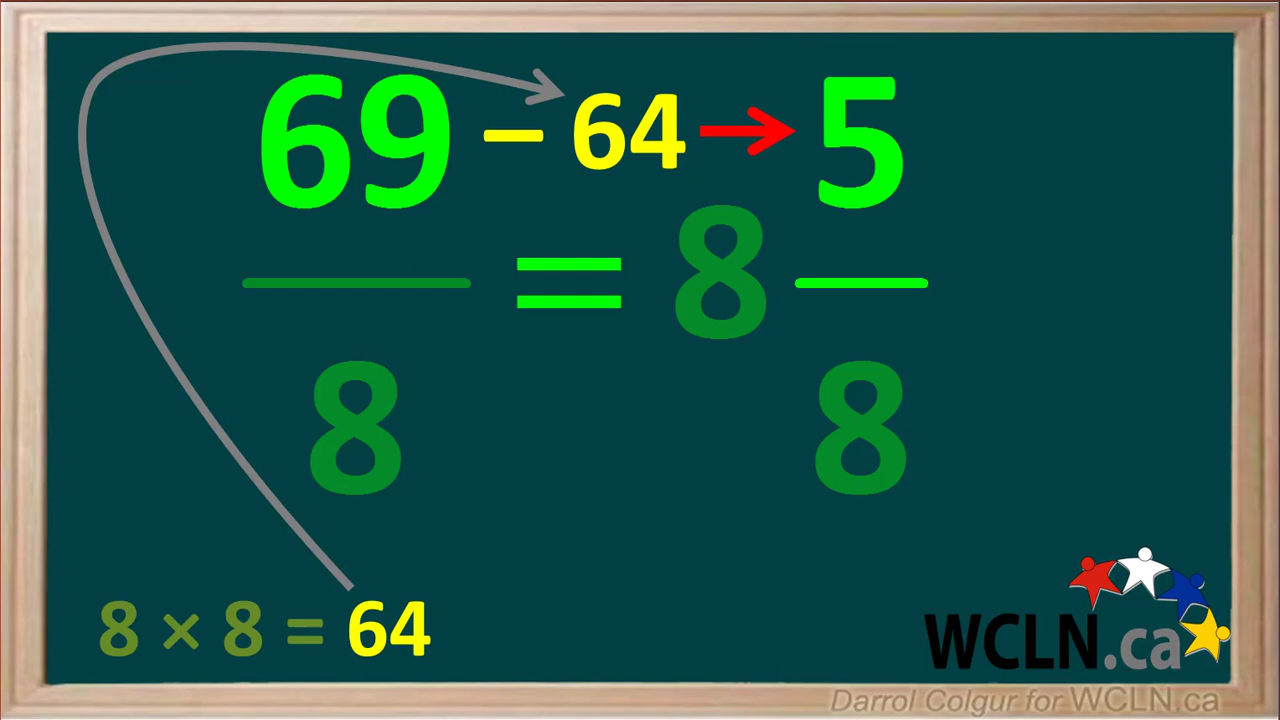 69 – 64 → 5
= 8
8 8
8 × 8 = 64
WCLN.ca
Darrol Colgur for WCLN.ca